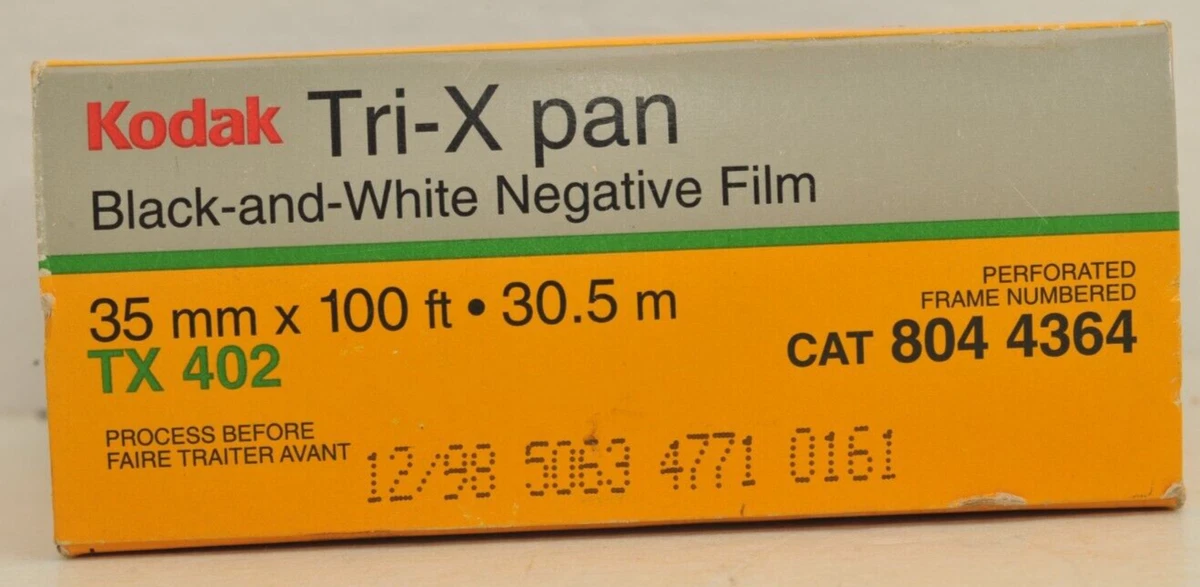 Kodak Tri-X pan
Black-and-White Negative Film
35 mm x 100 ft • 30.5 m
TX 402
PERFORATED
FRAME NUMBERED
CAT 804 4364
PROCESS BEFORE
FAIRE TRAITER AVANT
12/98 5063 4771 0161